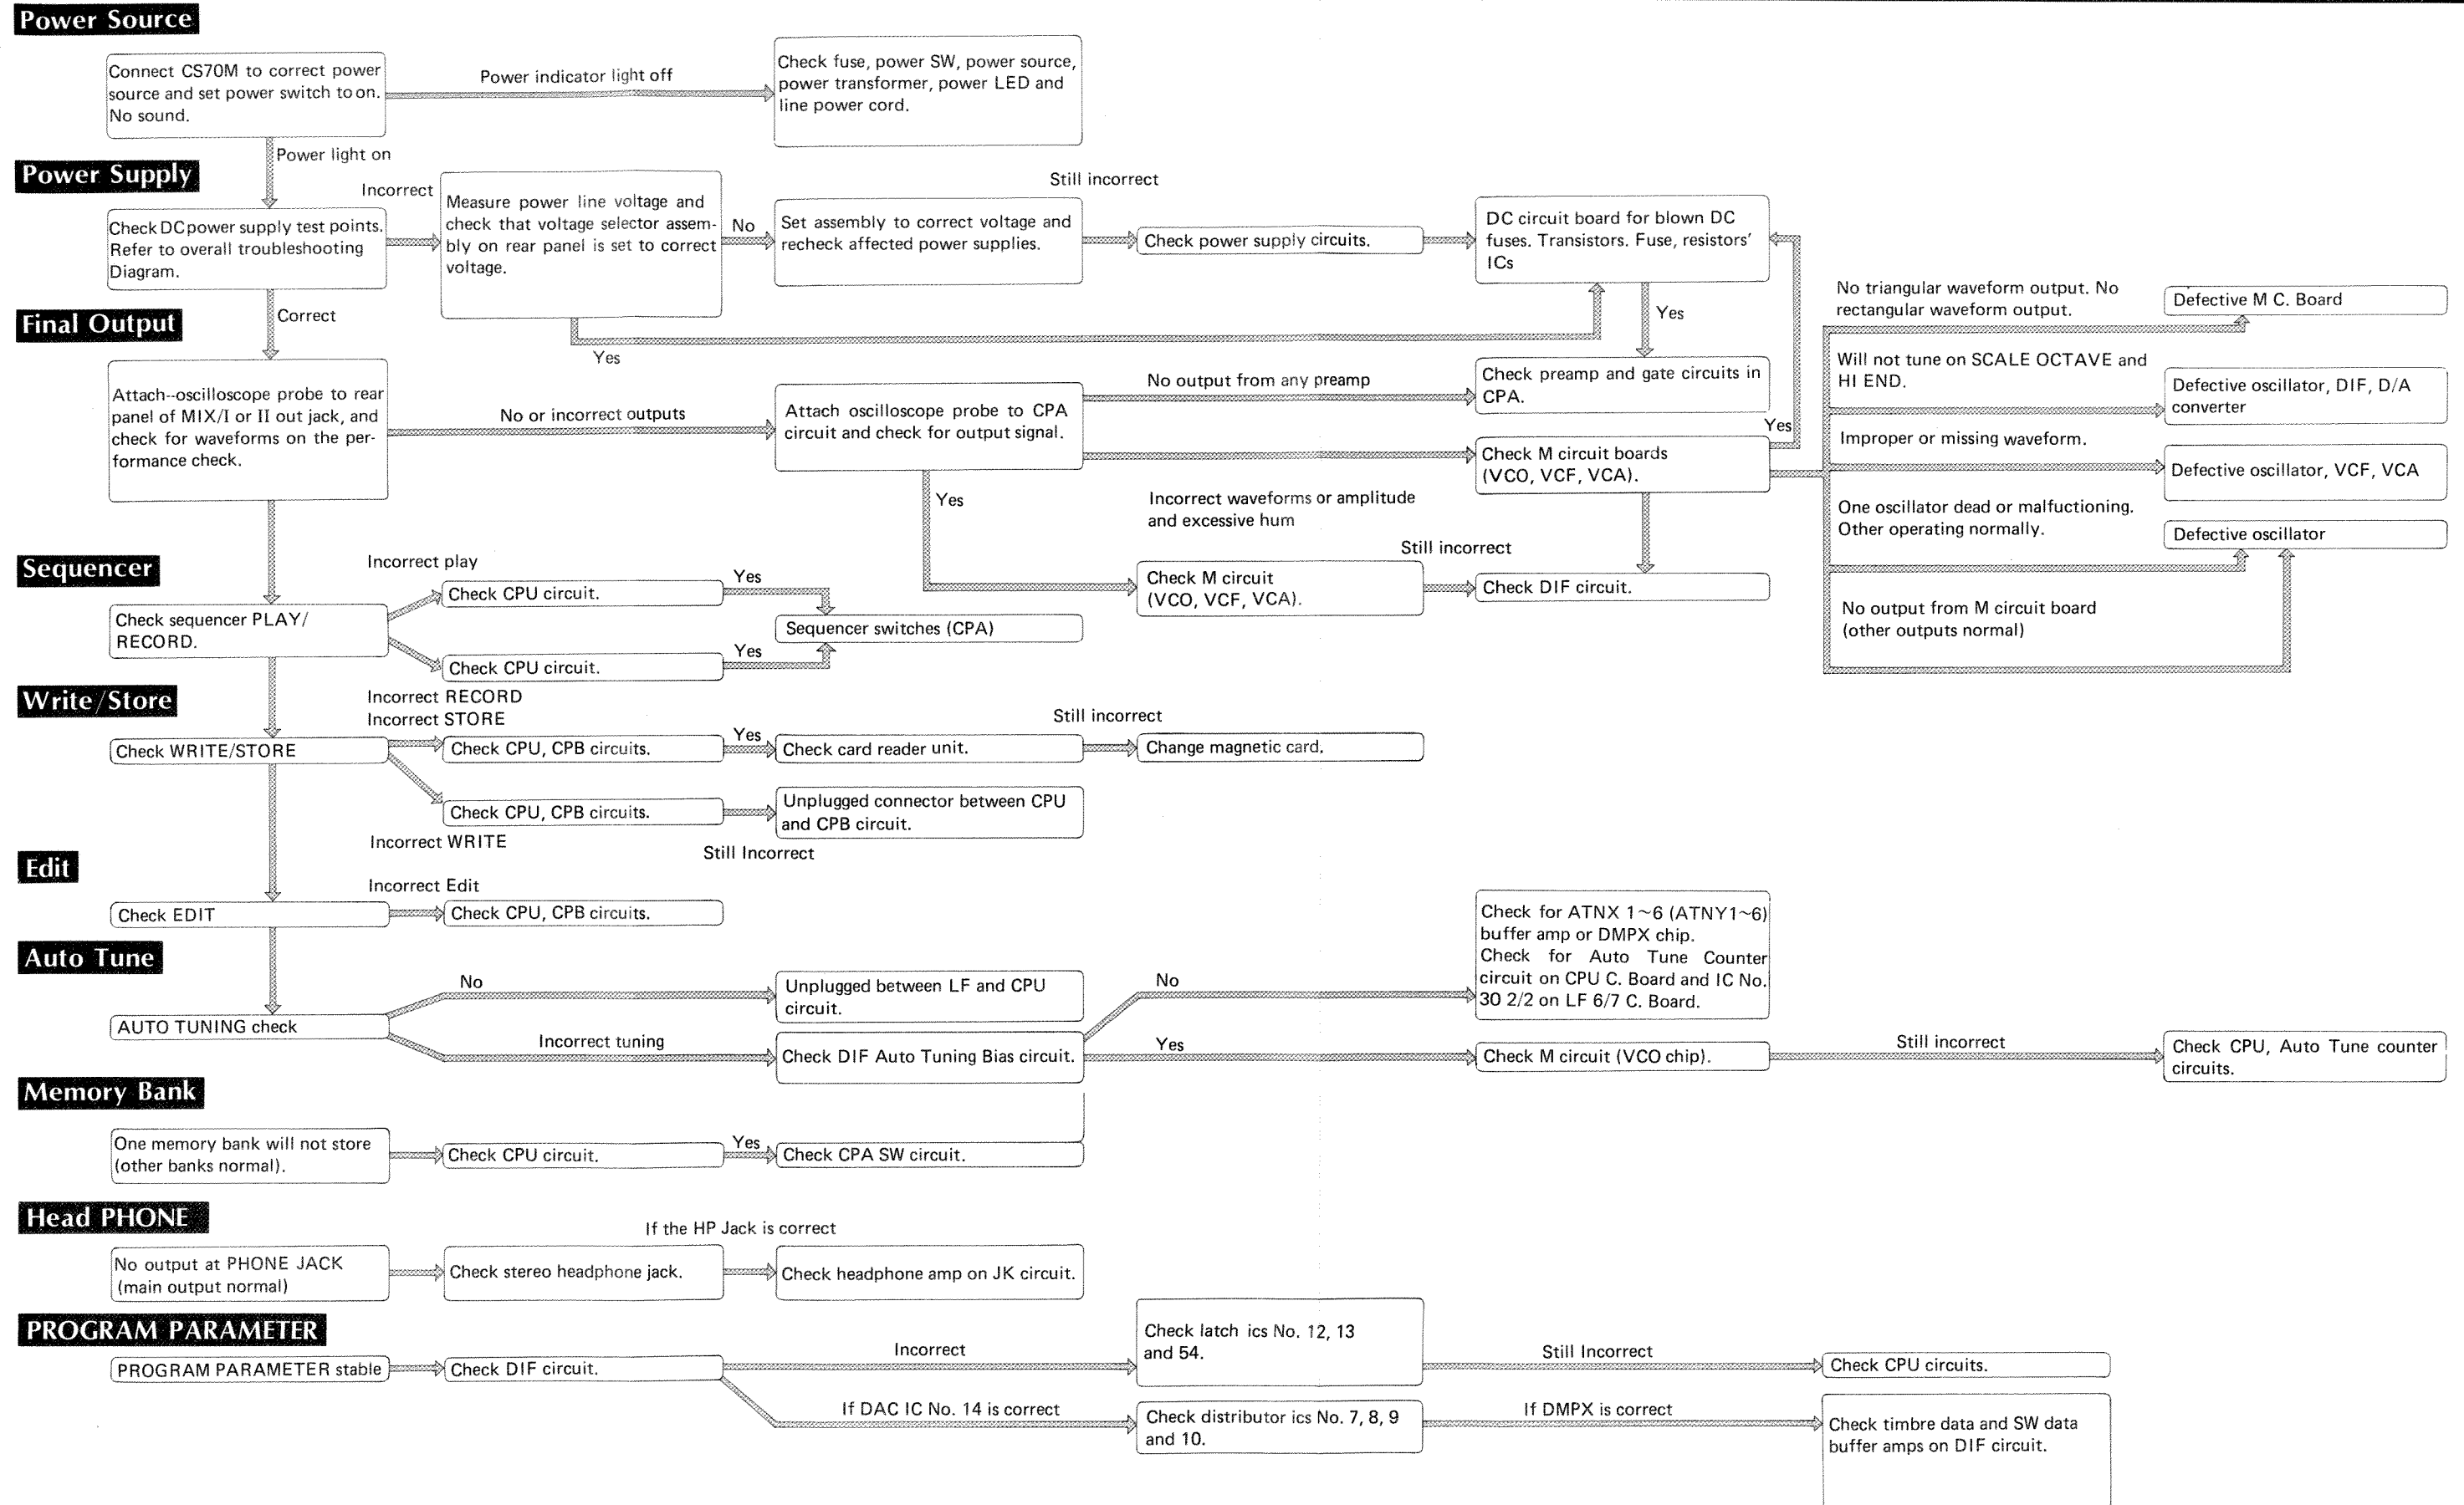 Power Source
Connect CS70M to correct power
source and set power switch to on.
No sound.
Power indicator light off
Check fuse, power SW, power source,
power transformer, power LED and
line power cord.
Power light on
Power Supply
Check DC power supply test points.
Refer to overall troubleshooting
Diagram.
Incorrect
Measure power line voltage and
check that voltage selector assem-
bly on rear panel is set to correct
voltage.
No
Set assembly to correct voltage and
recheck affected power supplies.
Still incorrect
Check power supply circuits.
DC circuit board for blown DC
fuses. Transistors. Fuse, resistors'
ICs
Yes
Yes
Correct
Final Output
Attach--oscilloscope probe to rear
panel of MIX/I or II out jack, and
check for waveforms on the per-
formance check.
No or incorrect outputs
Attach oscilloscope probe to CPA
circuit and check for output signal.
No output from any preamp
Check preamp and gate circuits in
CPA.
Yes
Check M circuit boards
(VCO, VCF, VCA).
Yes
Incorrect waveforms or amplitude
and excessive hum
Check M circuit
(VCO, VCF, VCA).
Still incorrect
Check DIF circuit.
No triangular waveform output. No
rectangular waveform output.
Defective M C. Board
Will not tune on SCALE OCTAVE and
HI END.
Defective oscillator, DIF, D/A
converter
Improper or missing waveform.
Defective oscillator, VCF, VCA
One oscillator dead or malfuctioning.
Other operating normally.
Defective oscillator
No output from M circuit board
(other outputs normal)
Sequencer
Check sequencer PLAY/
RECORD.
Incorrect play
Check CPU circuit.
Yes
Sequencer switches (CPA)
Check CPU circuit.
Yes
Incorrect RECORD
Write/Store
Incorrect STORE
Check WRITE/STORE
Check CPU, CPB circuits.
Yes
Check card reader unit.
Still incorrect
Change magnetic card.
Check CPU, CPB circuits.
Unplugged connector between CPU
and CPB circuit.
Incorrect WRITE
Still Incorrect
Edit
Incorrect Edit
Check EDIT
Check CPU, CPB circuits.
Auto Tune
AUTO TUNING check
No
Unplugged between LF and CPU
circuit.
Incorrect tuning
Check DIF Auto Tuning Bias circuit.
No
Check for ATNX 1~6 (ATNY1~6)
buffer amp or DMPX chip.
Check for Auto Tune Counter
circuit on CPU C. Board and IC No.
30 2/2 on LF 6/7 C. Board.
Yes
Check M circuit (VCO chip).
Still incorrect
Check CPU, Auto Tune counter
circuits.
Memory Bank
One memory bank will not store
(other banks normal).
Check CPU circuit.
Yes
Check CPA SW circuit.
Head PHONE
If the HP Jack is correct
No output at PHONE JACK
(main output normal)
Check stereo headphone jack.
Check headphone amp on JK circuit.
PROGRAM PARAMETER
PROGRAM PARAMETER stable
Check DIF circuit.
Incorrect
Check latch ics No. 12, 13
and 54.
Still Incorrect
Check CPU circuits.
If DAC IC No. 14 is correct
Check distributor ics No. 7, 8, 9
and 10.
If DMPX is correct
Check timbre data and SW data
buffer amps on DIF circuit.